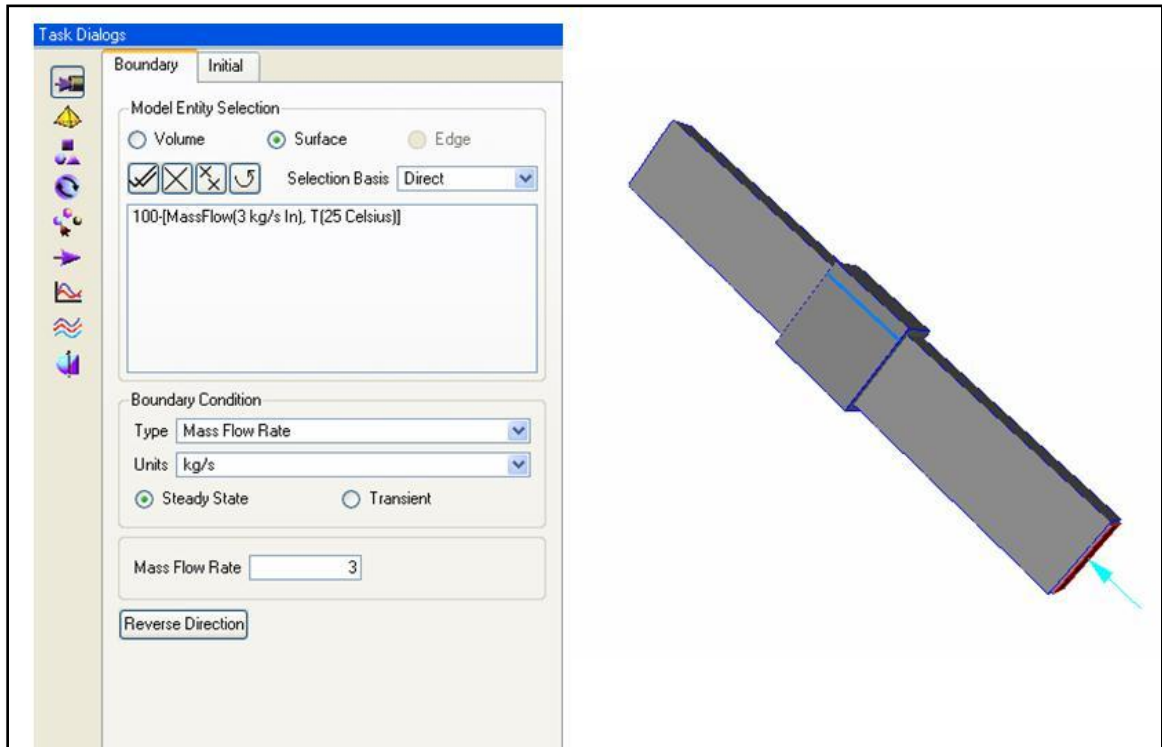 Task Dialogs
Boundary Initial
Model Entity Selection
Volume Surface Edge
Selection Basis Direct
100-[MassFlow(3 kg/s In), T(25 Celsius)]
Boundary Condition
Type Mass Flow Rate
Units kg/s
Steady State Transient
Mass Flow Rate 3
Reverse Direction